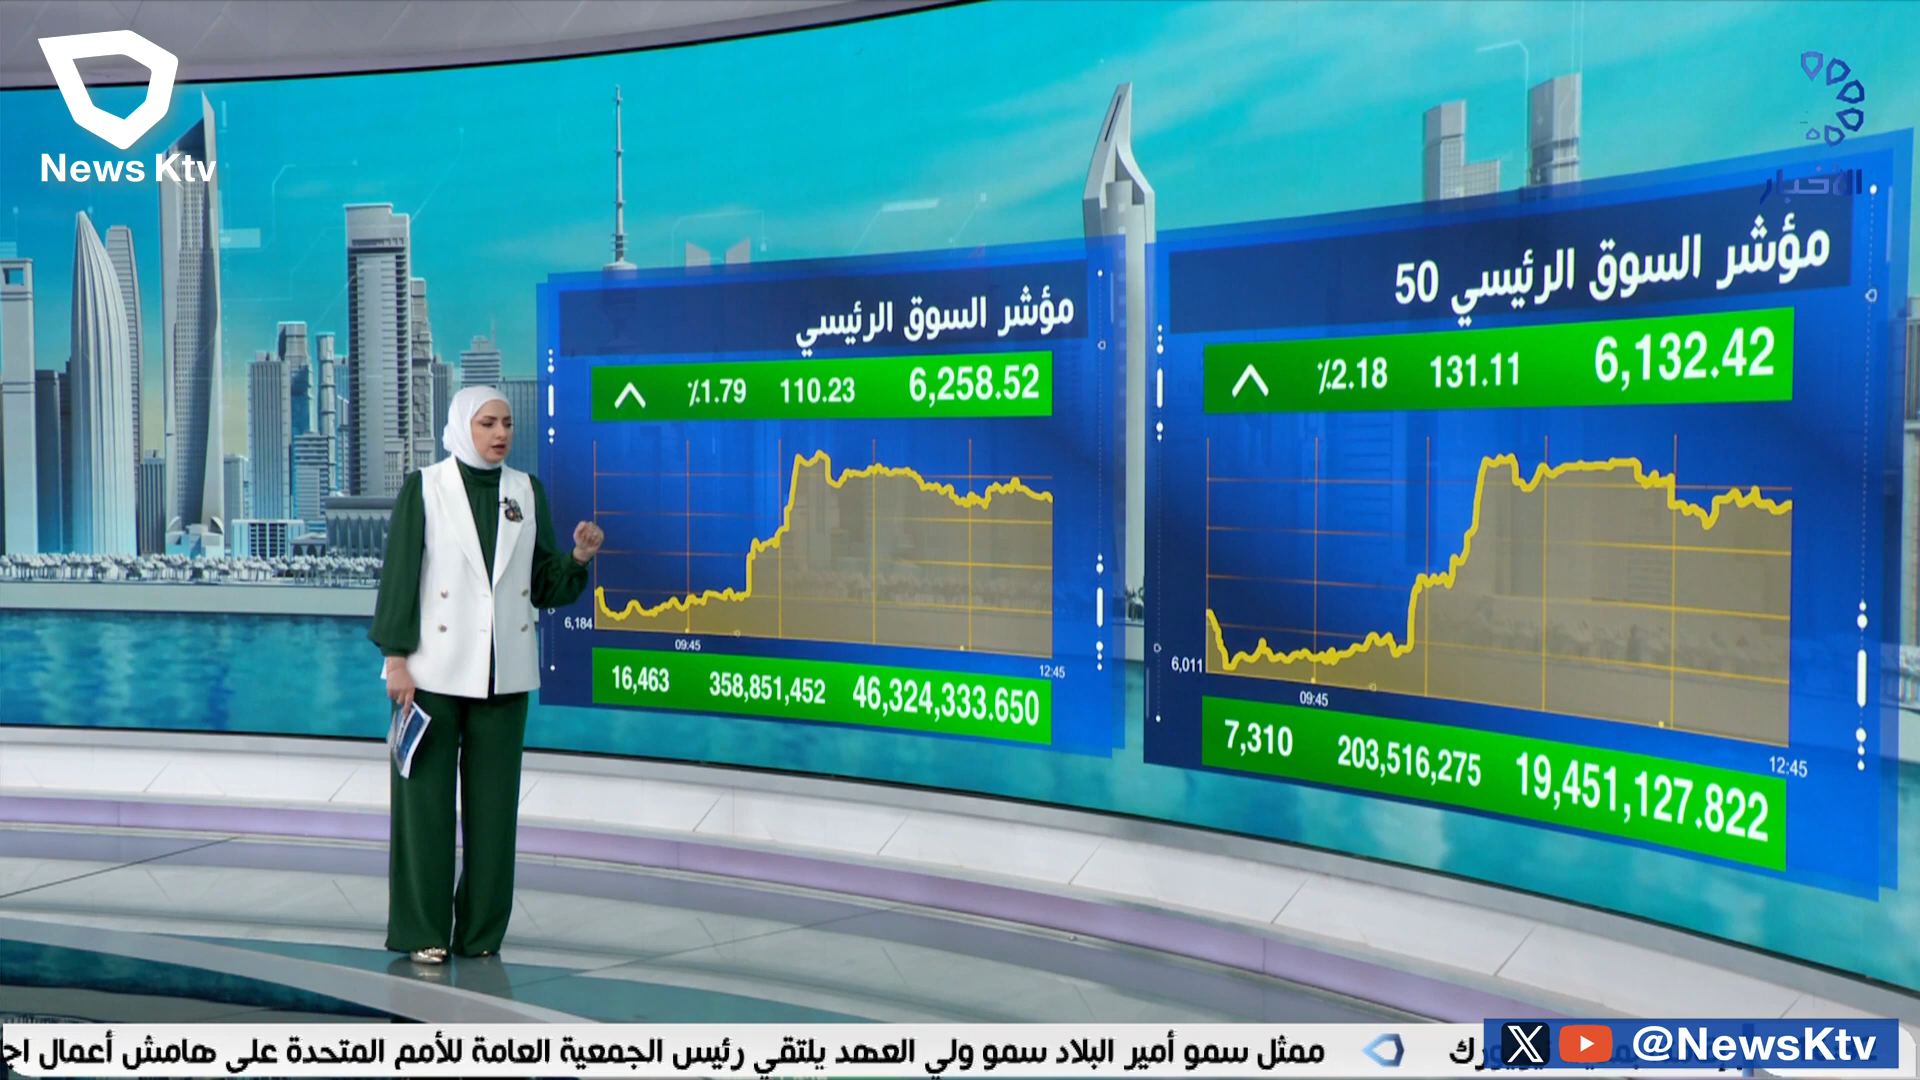 News Ktv
الأخبار
مؤشر السوق الرئيسي 50
6,132.42 131.11 ٪2.18
6,011
09:45
12:45
19,451,127.822 203,516,275 7,310
مؤشر السوق الرئيسي
6,258.52 110.23 ٪1.79
6,184
09:45
12:45
46,324,333.650 358,851,452 16,463
ممثل سمو أمير البلاد سمو ولي العهد يلتقي رئيس الجمعية العامة للأمم المتحدة على هامش أعمال
@NewsKtv